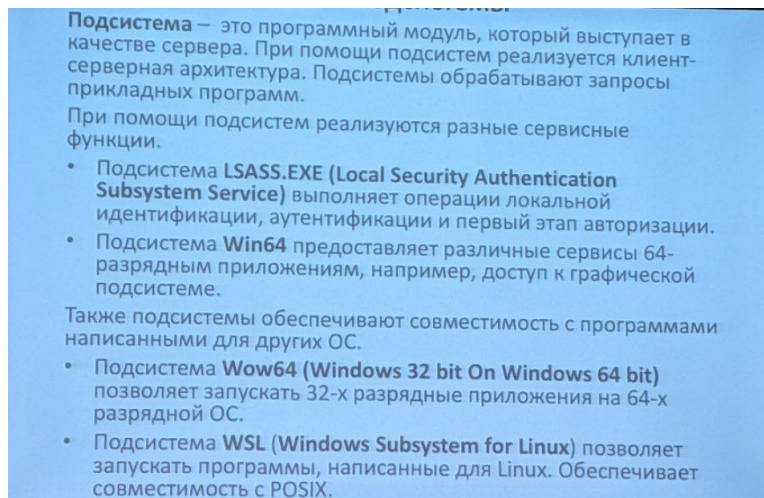 Подсистема – это программный модуль, который выступает в
качестве сервера. При помощи подсистем реализуется клиент-
серверная архитектура. Подсистемы обрабатывают запросы
прикладных программ.
При помощи подсистем реализуются разные сервисные
функции.
• Подсистема LSASS.EXE (Local Security Authentication
Subsystem Service) выполняет операции локальной
идентификации, аутентификации и первый этап авторизации.
• Подсистема Win64 предоставляет различные сервисы 64-
разрядным приложениям, например, доступ к графической
подсистеме.
Также подсистемы обеспечивают совместимость с программами
написанными для других ОС.
• Подсистема Wow64 (Windows 32 bit On Windows 64 bit)
позволяет запускать 32-х разрядные приложения на 64-х
разрядной ОС.
• Подсистема WSL (Windows Subsystem for Linux) позволяет
запускать программы, написанные для Linux. Обеспечивает
совместимость с POSIX.